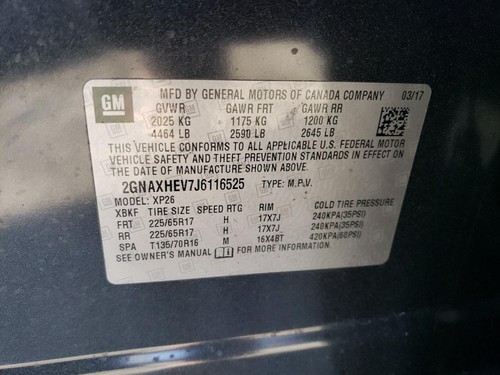 GM
MFD BY GENERAL MOTORS OF CANADA COMPANY 03/17
GVWR GAWR FRT GAWR RR
2025 KG 1175 KG 1200 KG
4464 LB 2590 LB 2645 LB
THIS VEHICLE CONFORMS TO ALL APPLICABLE U.S. FEDERAL MOTOR
VEHICLE SAFETY AND THEFT PREVENTION STANDARDS IN EFFECT ON
THE DATE OF MANUFACTURE SHOWN ABOVE.
2GNAXHEV7J6116525 TYPE: M.P.V.
MODEL: XP26
XBKF TIRE SIZE SPEED RTG RIM COLD TIRE PRESSURE
FRT 225/65R17 H 17X7J 240KPA(35PSI)
RR 225/65R17 H 17X7J 240KPA(35PSI)
SPA T135/70R16 M 16X4BT 420KPA(60PSI)
SEE OWNER'S MANUAL FOR MORE INFORMATION.